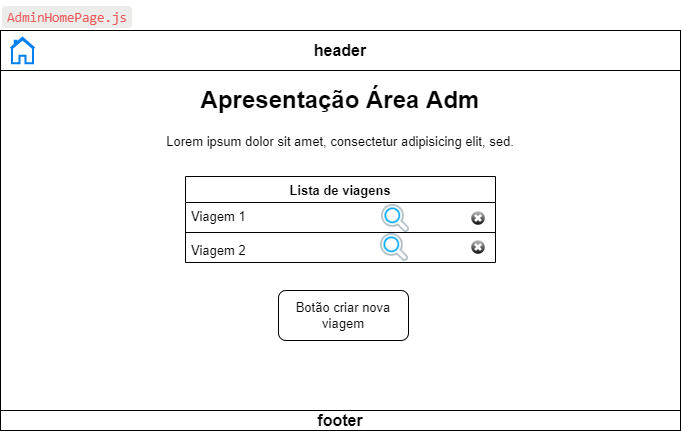 AdminHomePage.js
header
Apresentação Área Adm
Lorem ipsum dolor sit amet, consectetur adipisicing elit, sed.
Lista de viagens
Viagem 1
Viagem 2
Botão criar nova
viagem
footer